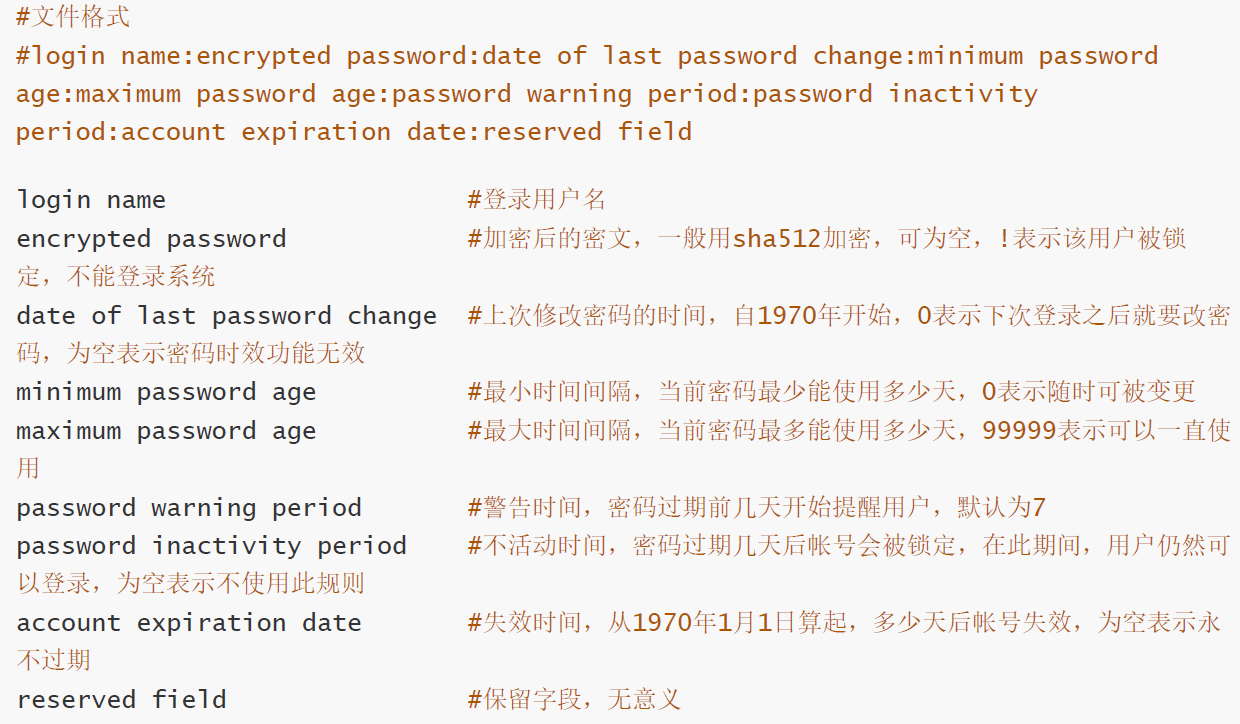 #文件格式
#login name:encrypted password:date of last password change:minimum password
age:maximum password age:password warning period:password inactivity
period:account expiration date:reserved field
login name #登录用户名
encrypted password #加密后的密文，一般用sha512加密，可为空，!表示该用户被锁
定，不能登录系统
date of last password change #上次修改密码的时间，自1970年开始，0表示下次登录之后就要改密
码，为空表示密码时效功能无效
minimum password age #最小时间间隔，当前密码最少能使用多少天，0表示随时可被变更
maximum password age #最大时间间隔，当前密码最多能使用多少天，99999表示可以一直使
用
password warning period #警告时间，密码过期前几天开始提醒用户，默认为7
password inactivity period #不活动时间，密码过期几天后帐号会被锁定，在此期间，用户仍然可
以登录，为空表示不使用此规则
account expiration date #失效时间，从1970年1月1日算起，多少天后帐号失效，为空表示永
不过期
reserved field #保留字段，无意义